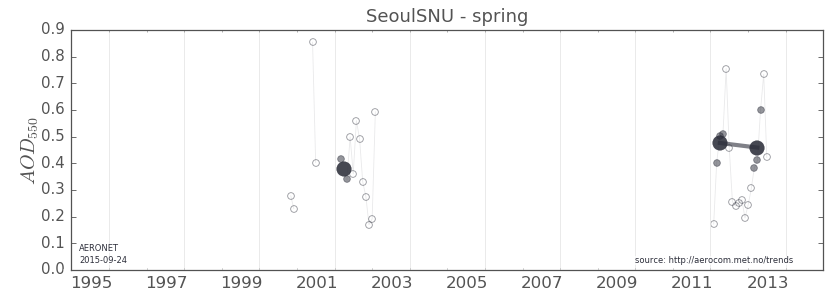 SeoulSNU - spring
0.9
0.8
0.7
0.6
0.5
0.4
0.3
0.2
0.1
0.0
AOD550
AERONET
2015-09-24
source: http://aerocom.met.no/trends
1995 1997 1999 2001 2003 2005 2007 2009 2011 2013